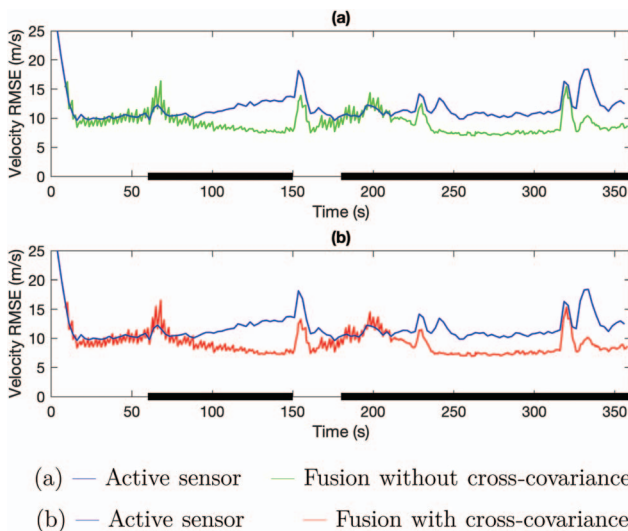 (a)
Velocity RMSE (m/s)
25
20
15
10
5
0
0 50 100 150 200 250 300 350
Time (s)
(b)
Velocity RMSE (m/s)
25
20
15
10
5
0
0 50 100 150 200 250 300 350
Time (s)
(a) Active sensor Fusion without cross-covariance
(b) Active sensor Fusion with cross-covariance